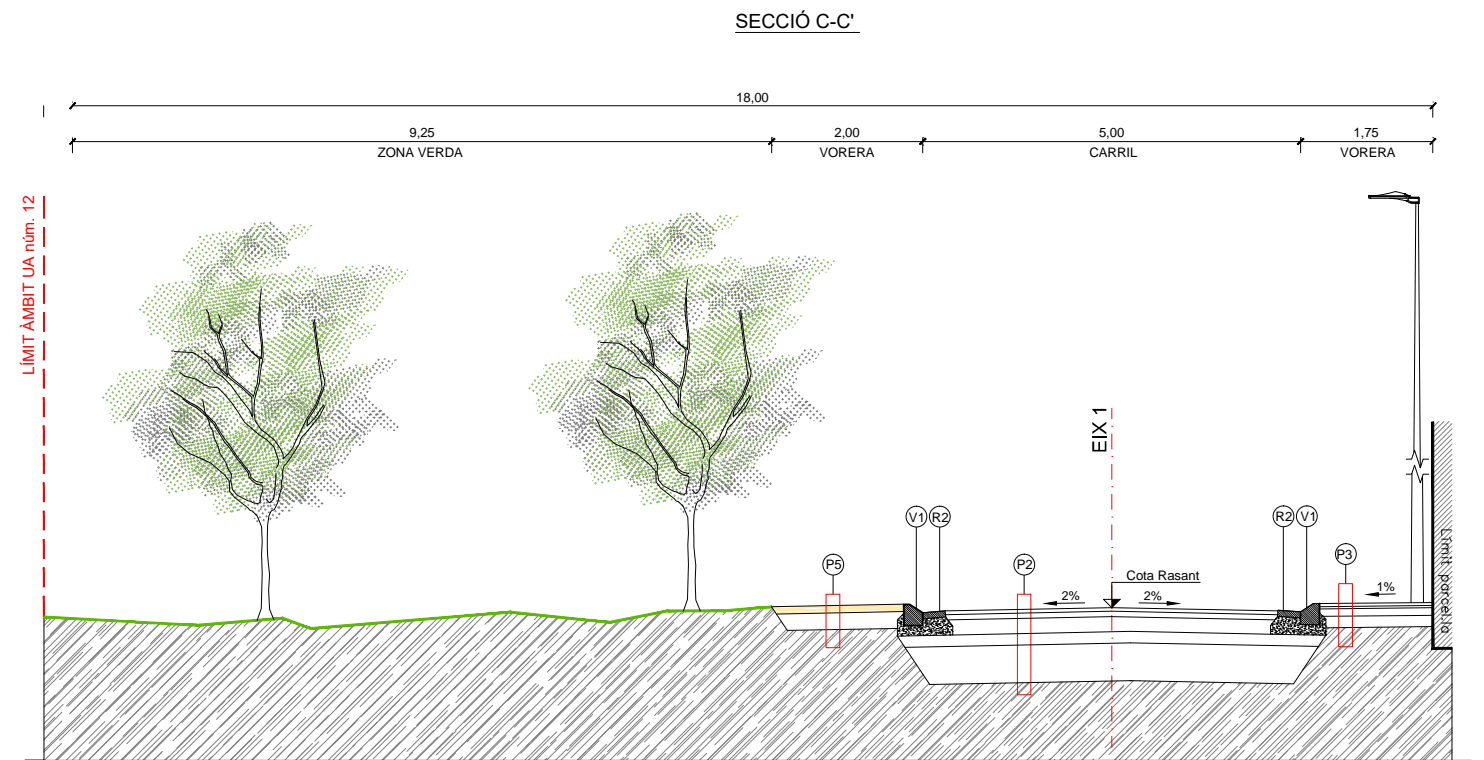 SECCIÓ C-C'
18,00
9,25
2,00
5,00
1,75
ZONA VERDA
VORERA
CARRIL
VORERA
LÍMIT ÀMBIT UA núm. 12
EIX 1
V1
R2
R2
V1
P5
P2
P3
Cota Rasant
2%
2%
1%
Límit parcel.la